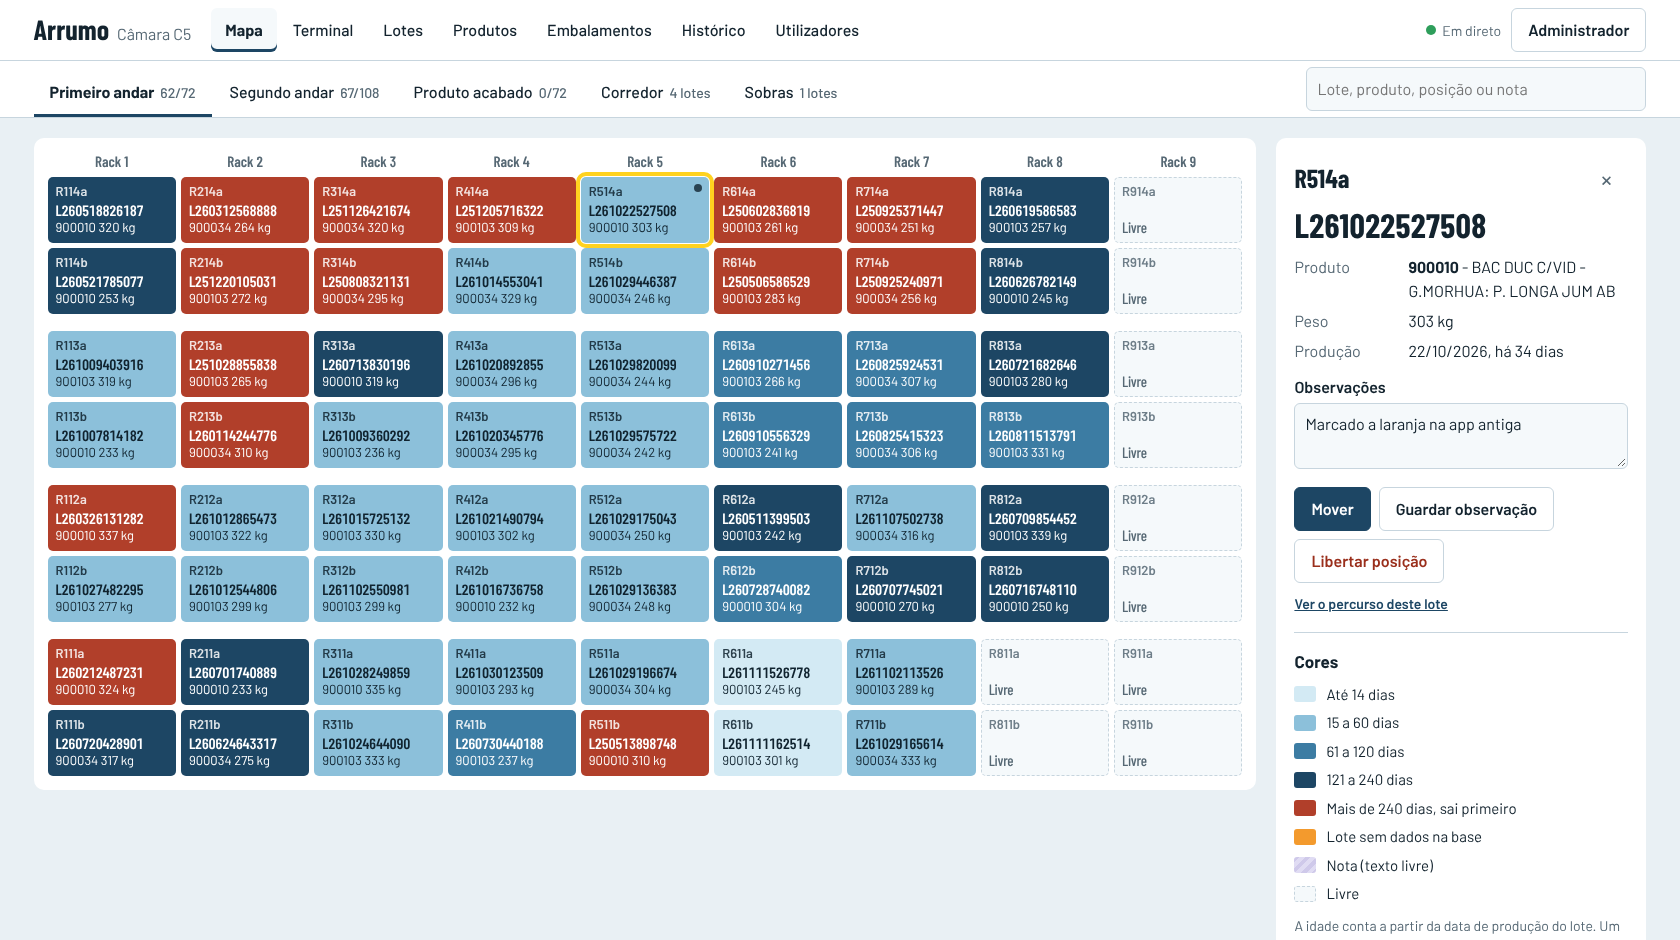 Arrumo Câmara C5 Mapa Terminal Lotes Produtos Embalamentos Histórico Utilizadores Em direto Administrador
Primeiro andar 62/72 Segundo andar 67/108 Produto acabado 0/72 Corredor 4 lotes Sobras 1 lotes Lote, produto, posição ou nota
Rack 1 Rack 2 Rack 3 Rack 4 Rack 5 Rack 6 Rack 7 Rack 8 Rack 9
R114a R214a R314a R414a R514a R614a R714a R814a R914a
L260518826187 L260312568888 L251126421674 L251205716322 L261022527508 L250602836819 L250925371447 L260619586583
900010 320 kg 900034 264 kg 900034 320 kg 900103 309 kg 900010 303 kg 900103 261 kg 900034 251 kg 900103 257 kg Livre
R114b R214b R314b R414b R514b R614b R714b R814b R914b
L260521785077 L251220105031 L250808321131 L261014553041 L261029446387 L250506586529 L250925240971 L260626782149
900010 253 kg 900103 272 kg 900034 295 kg 900034 329 kg 900034 246 kg 900103 283 kg 900034 256 kg 900010 245 kg Livre
R113a R213a R313a R413a R513a R613a R713a R813a R913a
L261009403916 L251028855838 L260713830196 L261020892855 L261029820099 L260910271456 L260825924531 L260721682646
900103 319 kg 900103 265 kg 900010 319 kg 900034 296 kg 900034 244 kg 900103 266 kg 900034 307 kg 900103 280 kg Livre
R113b R213b R313b R413b R513b R613b R713b R813b R913b
L261007814182 L260114244776 L261009360292 L261020345776 L261029575722 L260910556329 L260825415323 L260811513791
900010 233 kg 900034 310 kg 900103 236 kg 900034 295 kg 900034 242 kg 900103 241 kg 900034 306 kg 900103 331 kg Livre
R112a R212a R312a R412a R512a R612a R712a R812a R912a
L260326131282 L261012865473 L261015725132 L261021490794 L261029175043 L260511399503 L261107502738 L260709854452
900010 337 kg 900103 322 kg 900103 330 kg 900103 302 kg 900034 250 kg 900103 242 kg 900034 316 kg 900103 339 kg Livre
R112b R212b R312b R412b R512b R612b R712b R812b R912b
L261027482295 L261012544806 L261102550981 L261016736758 L261029136383 L260728740082 L260707745021 L260716748110
900103 277 kg 900103 299 kg 900103 299 kg 900010 232 kg 900034 248 kg 900010 304 kg 900010 270 kg 900010 250 kg Livre
R111a R211a R311a R411a R511a R611a R711a R811a R911a
L260212487231 L260701740889 L261028249859 L261030123509 L261029196674 L261111526778 L261102113526
900010 324 kg 900010 233 kg 900010 335 kg 900103 293 kg 900034 304 kg 900103 245 kg 900103 289 kg Livre Livre
R111b R211b R311b R411b R511b R611b R711b R811b R911b
L260720428901 L260624643317 L261024644090 L260730440188 L250513898748 L261111162514 L261029165614
900034 317 kg 900034 275 kg 900103 333 kg 900103 237 kg 900010 310 kg 900103 301 kg 900034 333 kg Livre Livre
R514a ×
L261022527508
Produto 900010 - BAC DUC C/VID -
G.MORHUA: P. LONGA JUM AB
Peso 303 kg
Produção 22/10/2026, há 34 dias
Observações
Marcado a laranja na app antiga
Mover Guardar observação
Libertar posição
Ver o percurso deste lote
Cores
Até 14 dias
15 a 60 dias
61 a 120 dias
121 a 240 dias
Mais de 240 dias, sai primeiro
Lote sem dados na base
Nota (texto livre)
Livre
A idade conta a partir da data de produção do lote. Um